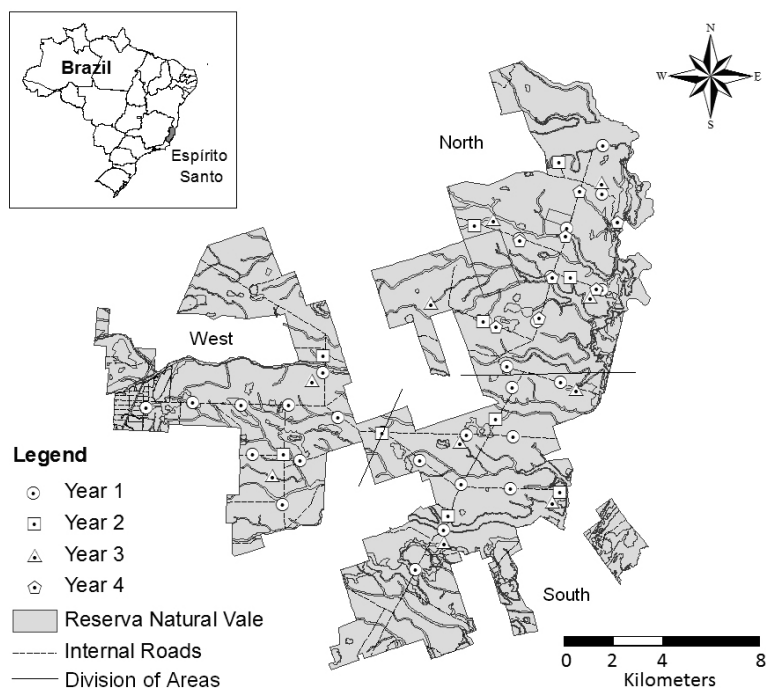 Brazil
Espírito
Santo
N
W
E
S
North
West
South
Legend
Year 1
Year 2
Year 3
Year 4
Reserva Natural Vale
Internal Roads
Division of Areas
0 2 4 8
Kilometers